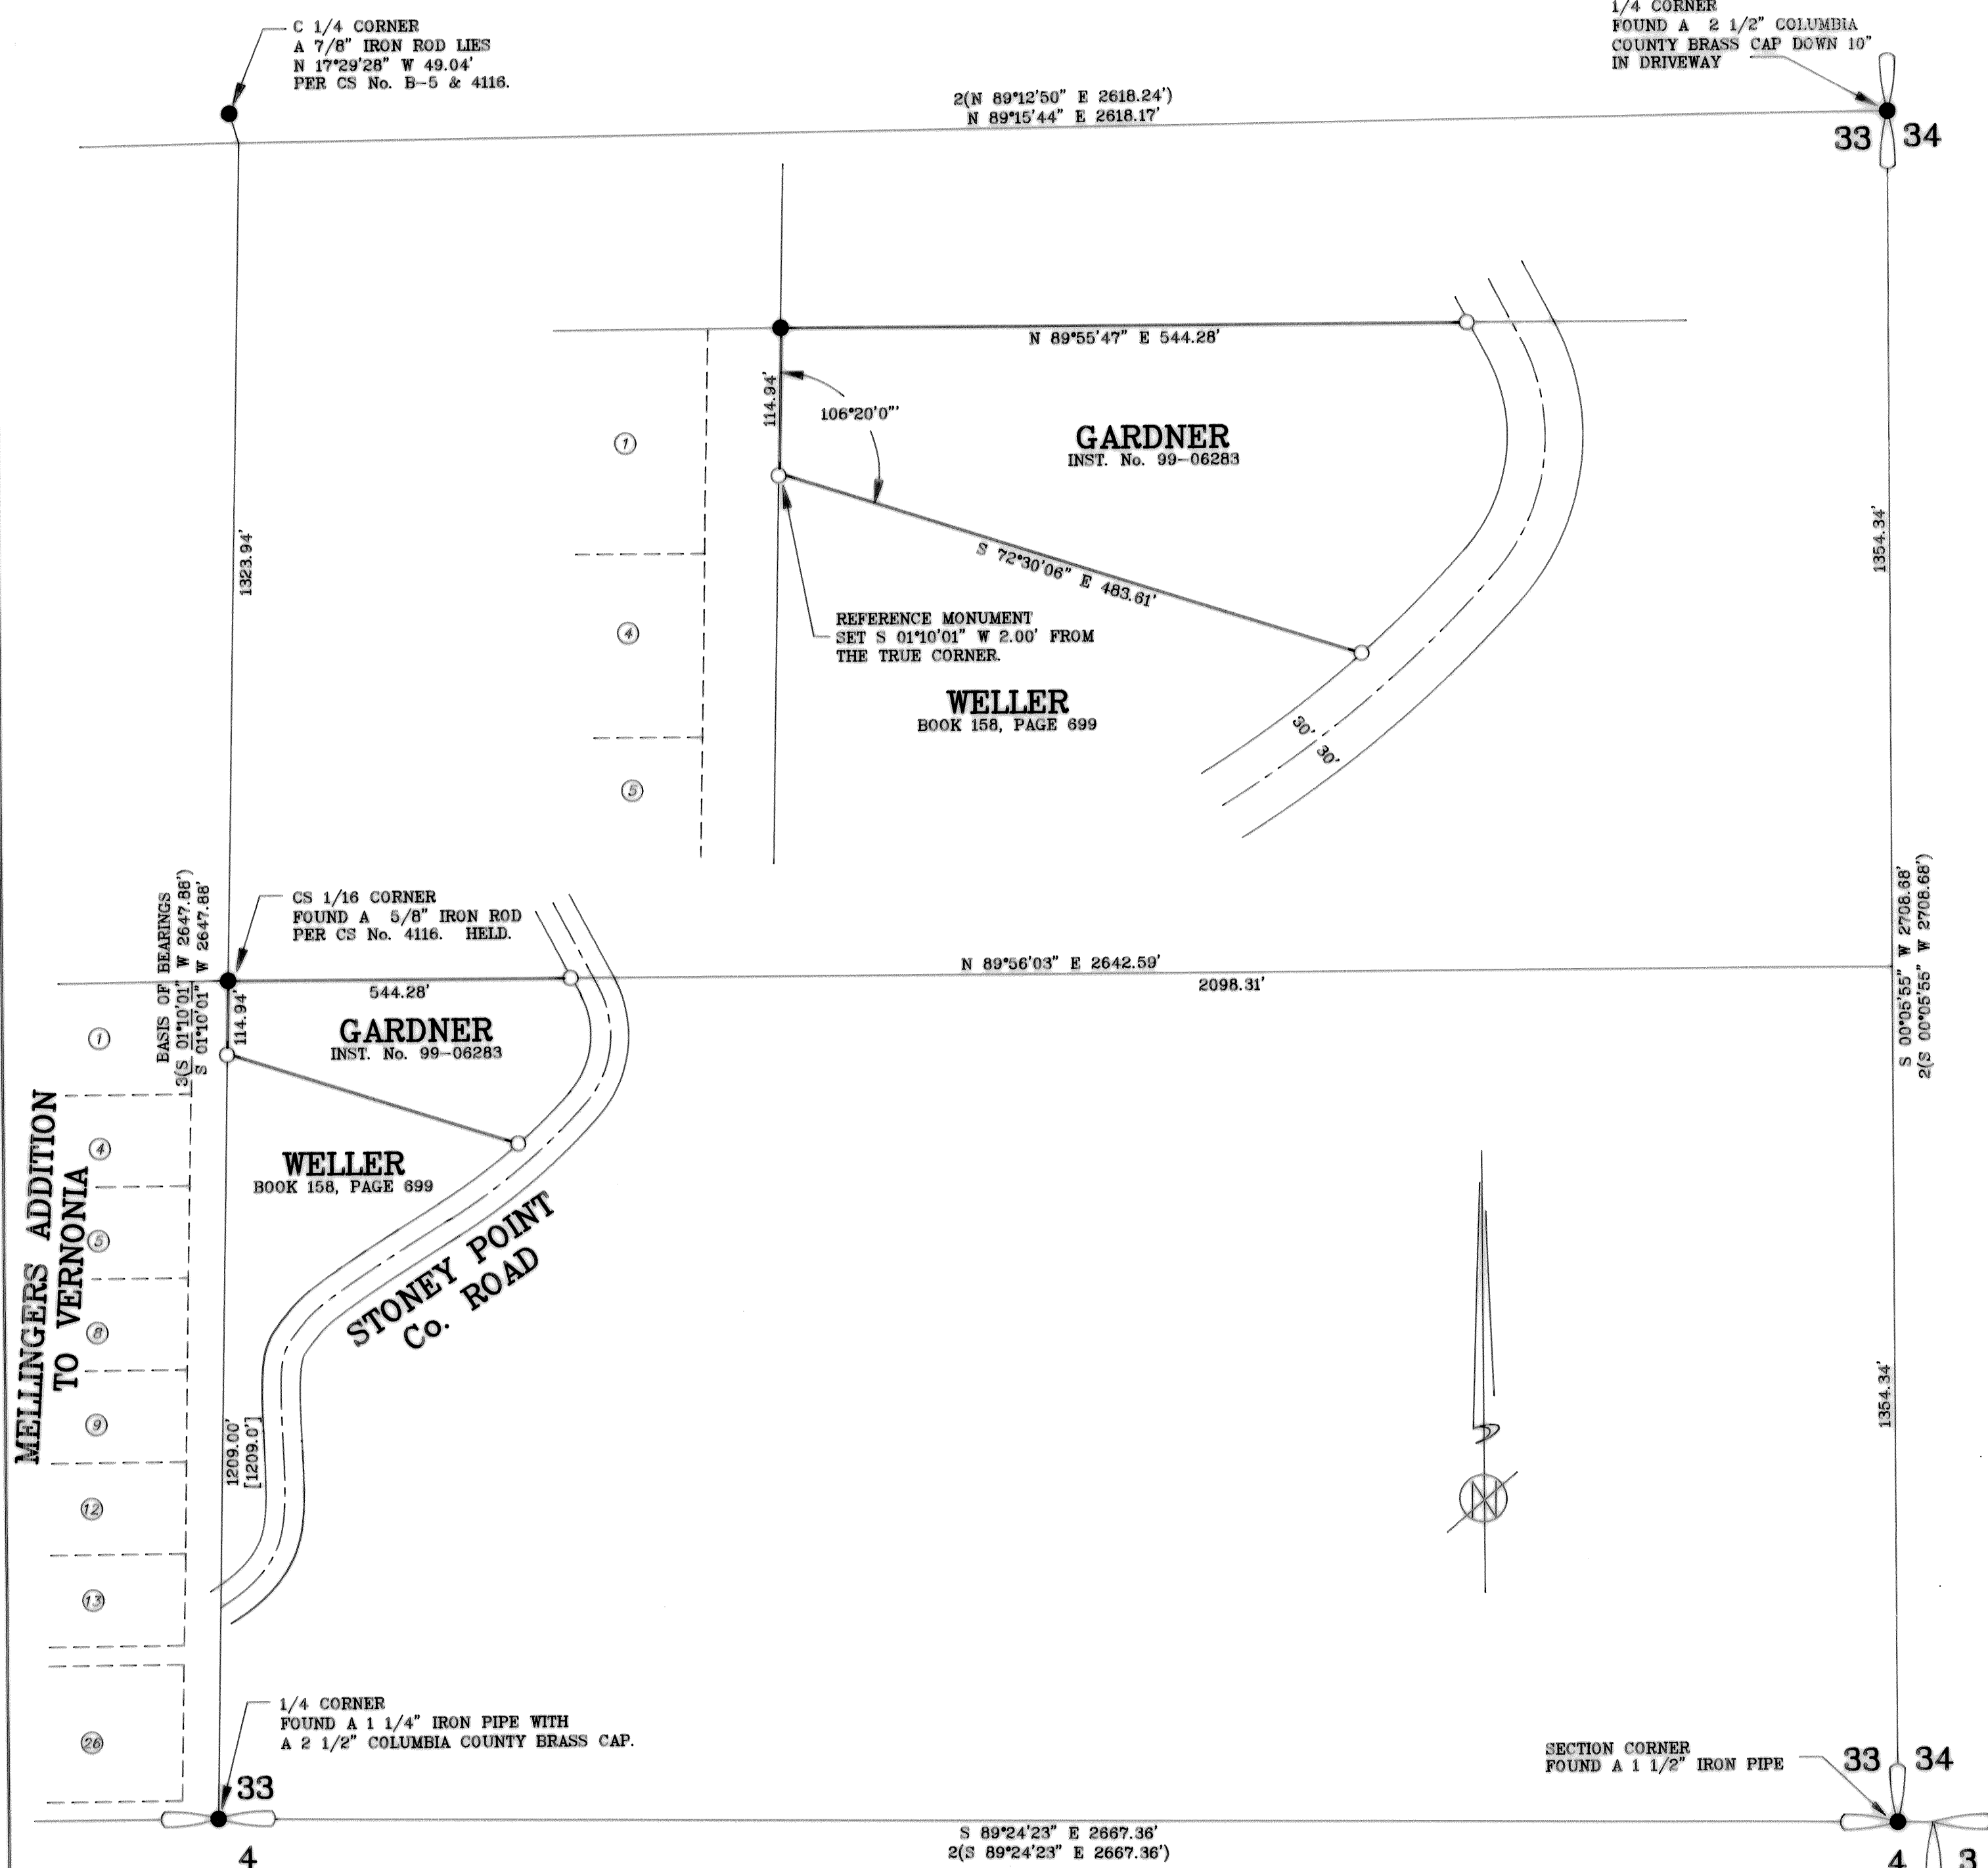 C 1/4 CORNER
A 7/8" IRON ROD LIES
N 17°29'28" W 49.04'
PER CS No. B-5 & 4116.
1/4 CORNER
FOUND A 2 1/2" COLUMBIA
COUNTY BRASS CAP DOWN 10"
IN DRIVEWAY
2(N 89°12'50" E 2618.24')
N 89°15'44" E 2618.17'
33 34
N 89°55'47" E 544.28'
114.94'
106°20'0"'
GARDNER
INST. No. 99-06283
1
S 72°30'06" E 483.61'
1323.94'
1354.34'
REFERENCE MONUMENT
SET S 01°10'01" W 2.00' FROM
THE TRUE CORNER.
4
WELLER
BOOK 158, PAGE 699
30' 30'
5
CS 1/16 CORNER
FOUND A 5/8" IRON ROD
PER CS No. 4116. HELD.
BASIS OF BEARINGS
3(S 01°10'01" W 2647.88')
S 01°10'01" W 2647.88'
N 89°56'03" E 2642.59'
2098.31'
S 00°05'55" W 2708.68'
2(S 00°05'55" W 2708.68')
544.28'
114.94'
GARDNER
INST. No. 99-06283
1
WELLER
BOOK 158, PAGE 699
4
MELLINGERS ADDITION
TO VERNONIA
5
STONEY POINT
Co. ROAD
8
9
1209.00'
[1209.0']
1354.34'
N
12
13
1/4 CORNER
FOUND A 1 1/4" IRON PIPE WITH
A 2 1/2" COLUMBIA COUNTY BRASS CAP.
26
33
4
SECTION CORNER
FOUND A 1 1/2" IRON PIPE
33 34
S 89°24'23" E 2667.36'
2(S 89°24'23" E 2667.36')
4 3